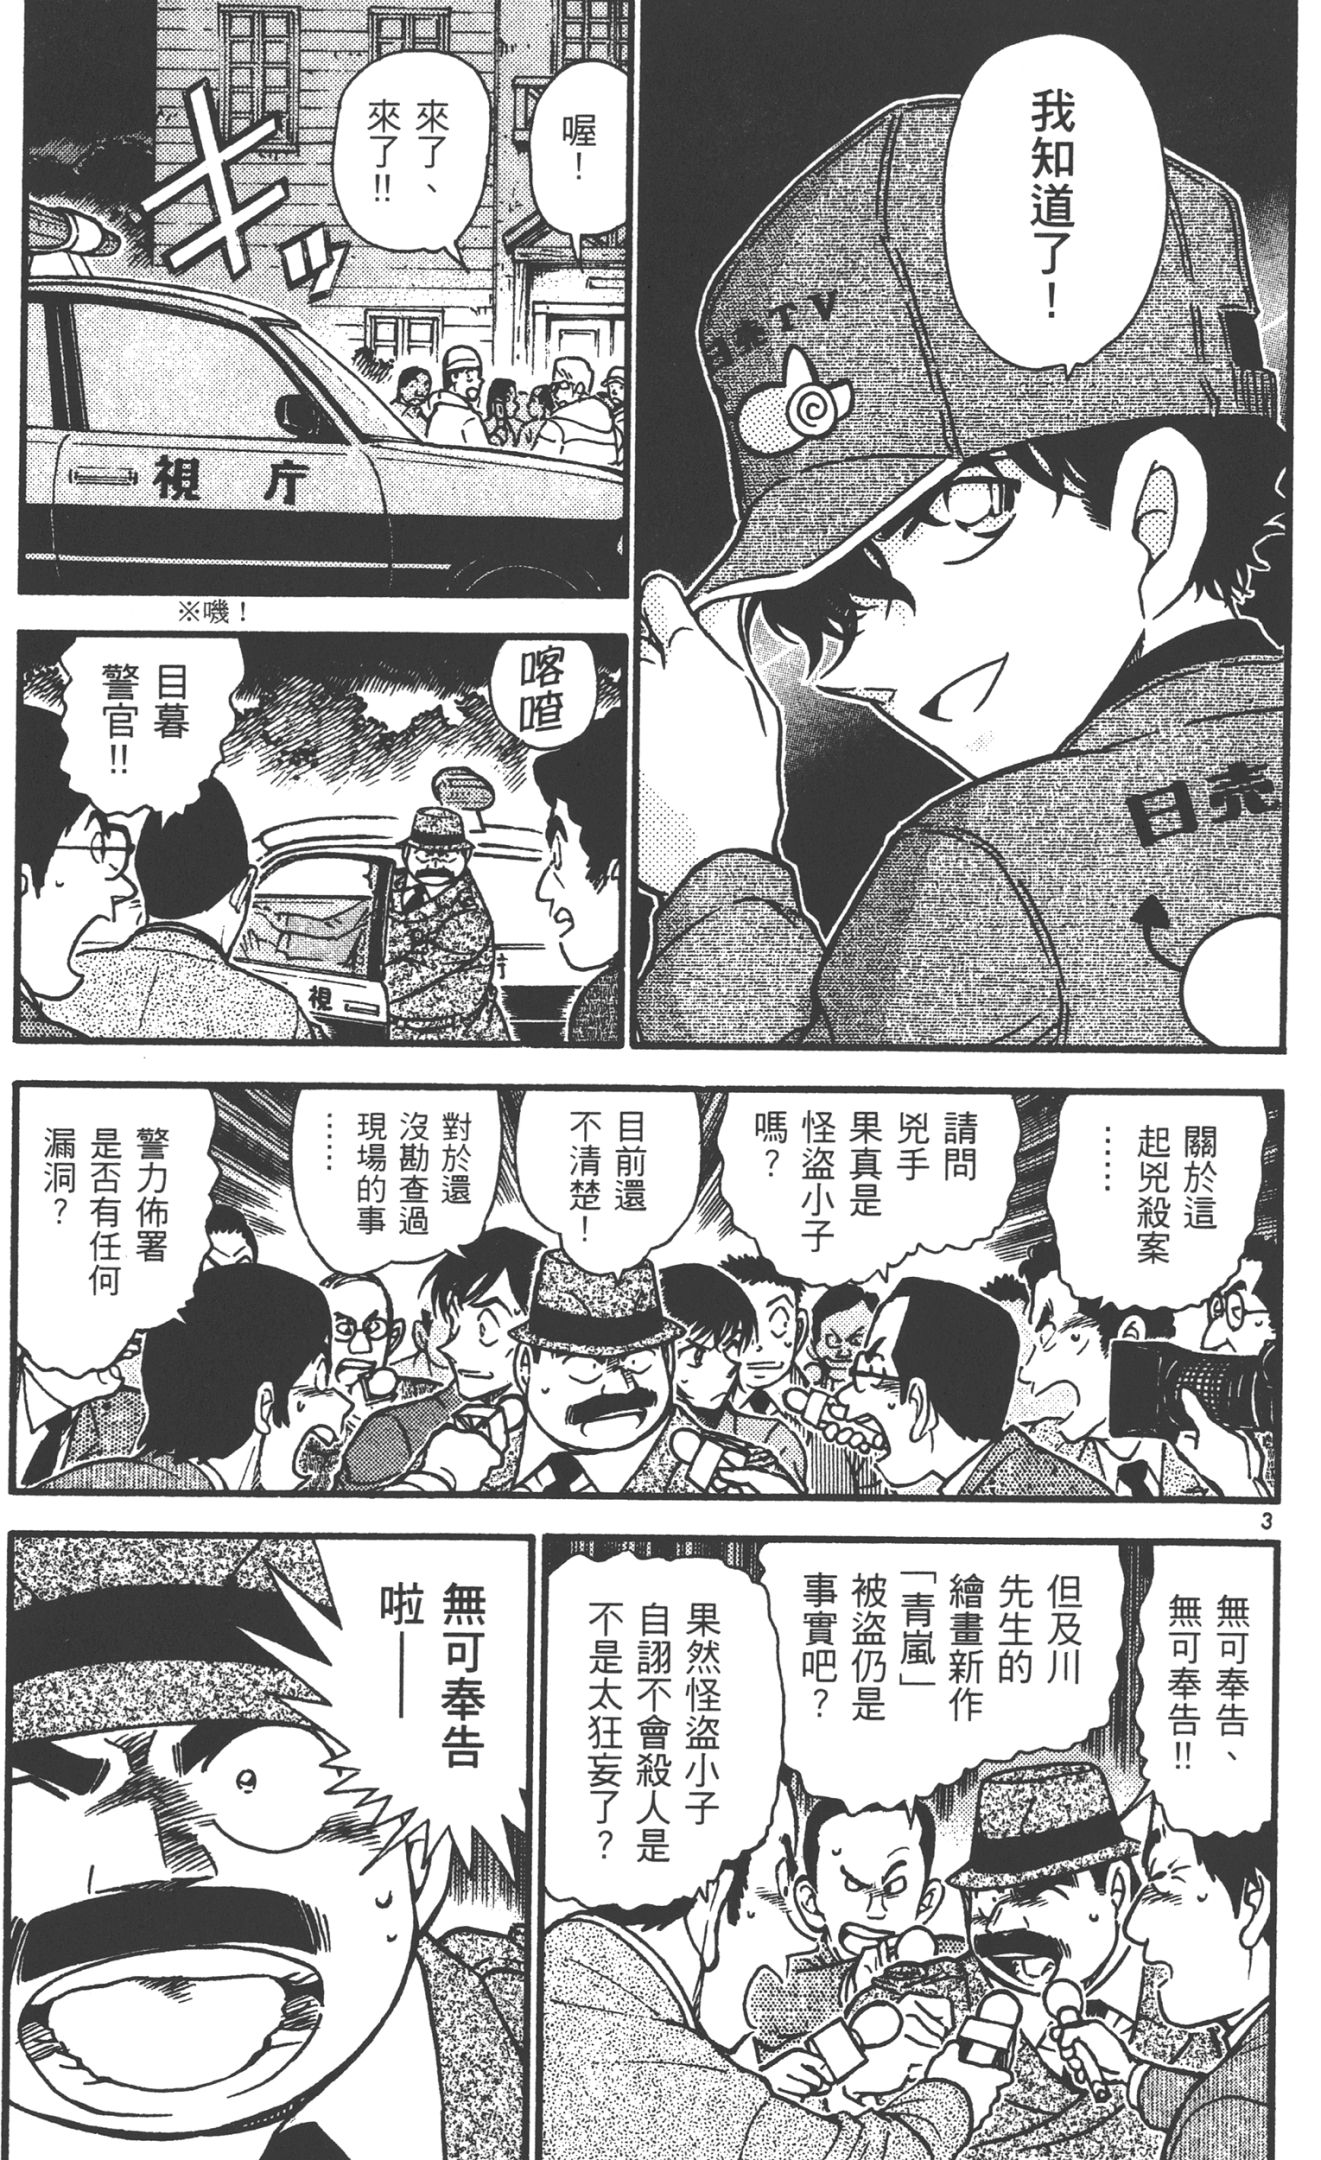 我知道了！
日売TV
日売
喔！
來了、
來了!!
キキッ
視庁
※嘰！
喀
喳
目暮
警官!!
視
庁
關於這
起兇殺案
……
請問
兇手
果真是
怪盜小子
嗎？
目前還
不清楚！
對於還
沒勘查過
現場的事
……
警力佈署
是否有任何
漏洞？
3
無可奉告、
無可奉告!!
但及川
先生的
繪畫新作
「青嵐」
被盜仍是
事實吧？
果然怪盜小子
自詡不會殺人是
不是太狂妄了？
無可奉告
啦──